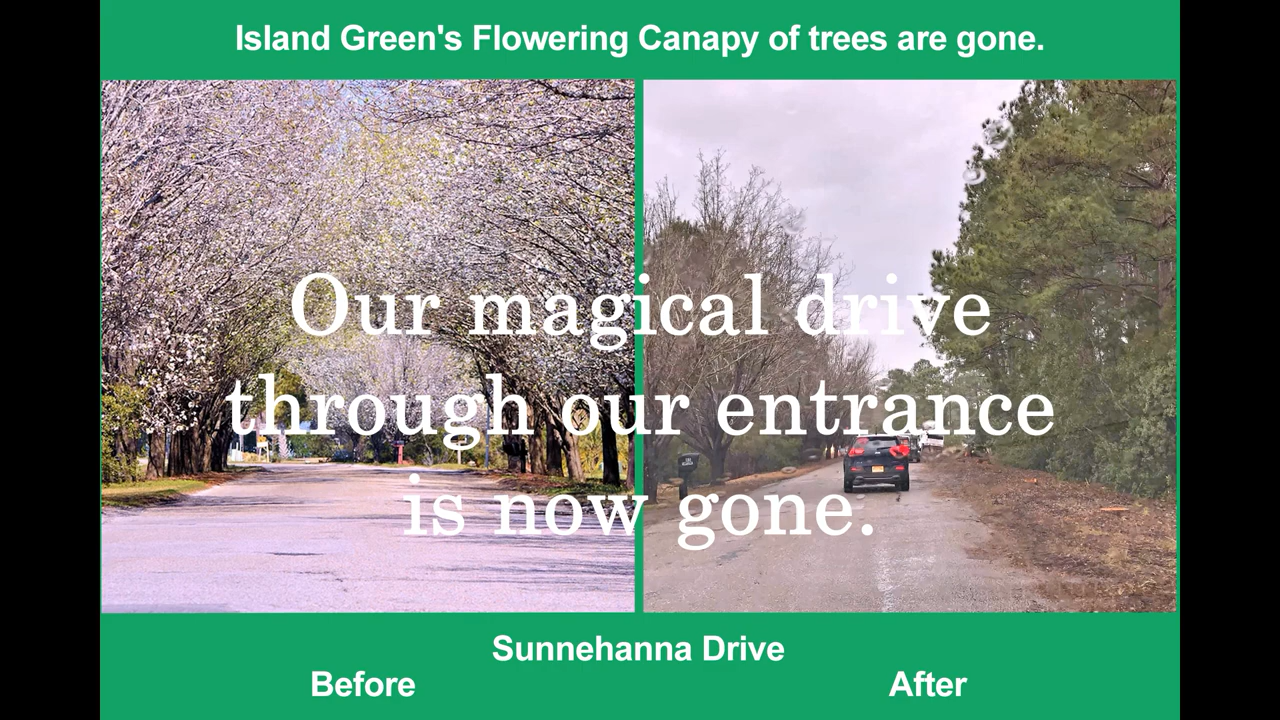 Island Green's Flowering Canopy of trees are gone.
Our magical drive
through our entrance
is now gone.
Sunnehanna Drive
Before
After